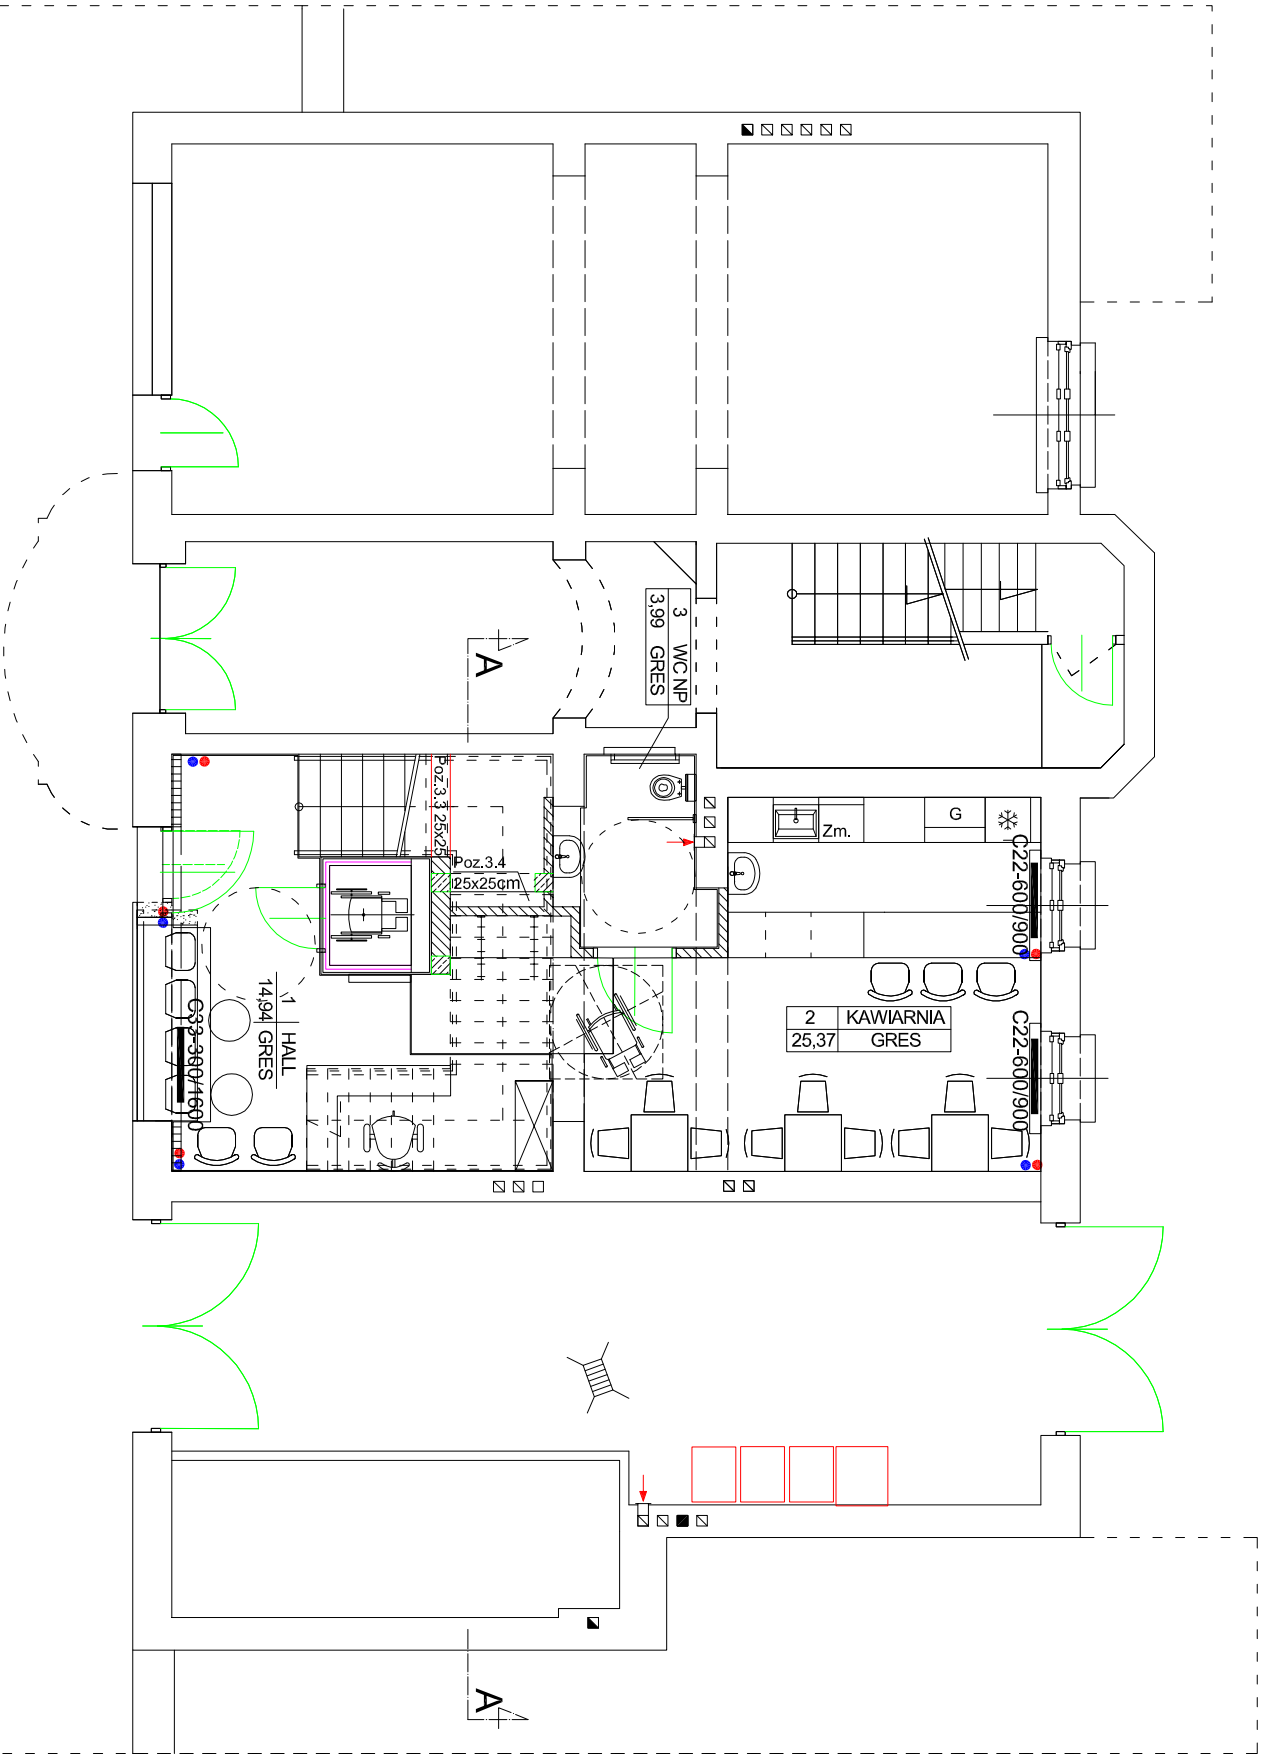 3 WC NP
3,99 GRES
A
Poz.3.3 25x25
Poz.3.4
25x25cm
Zm.
G
C22-600/900
1 HALL
14,94 GRES
C33-300/1600
2 KAWIARNIA
25,37 GRES
C22-600/900
A